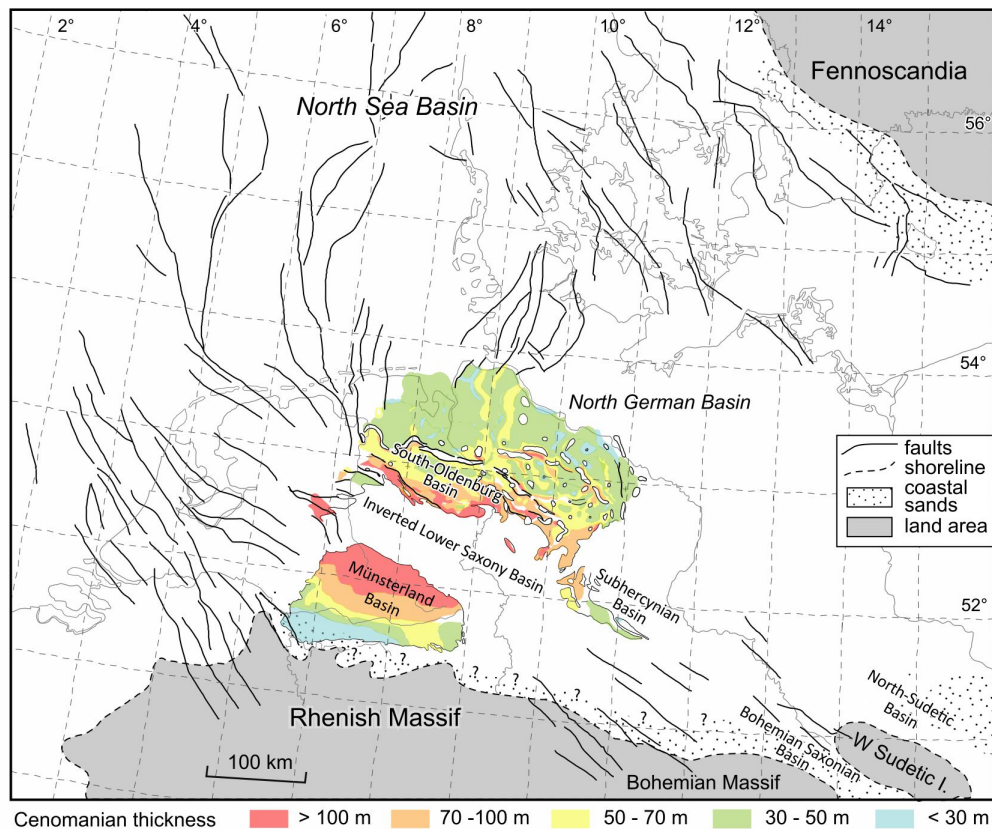 2° 4° 6° 8° 10° 12° 14°
Fennoscandia
North Sea Basin
56°
54°
North German Basin
faults
shoreline
coastal
sands
land area
South-Oldenburg
Basin
Inverted Lower Saxony Basin
Münsterland
Basin
Subhercynian
Basin
52°
? ? ? ? ? ? ? ?
North-Sudetic
Basin
Rhenish Massif
Bohemian Saxonian
Basin
W Sudetic I.
100 km
Bohemian Massif
Cenomanian thickness > 100 m 70 -100 m 50 - 70 m 30 - 50 m < 30 m